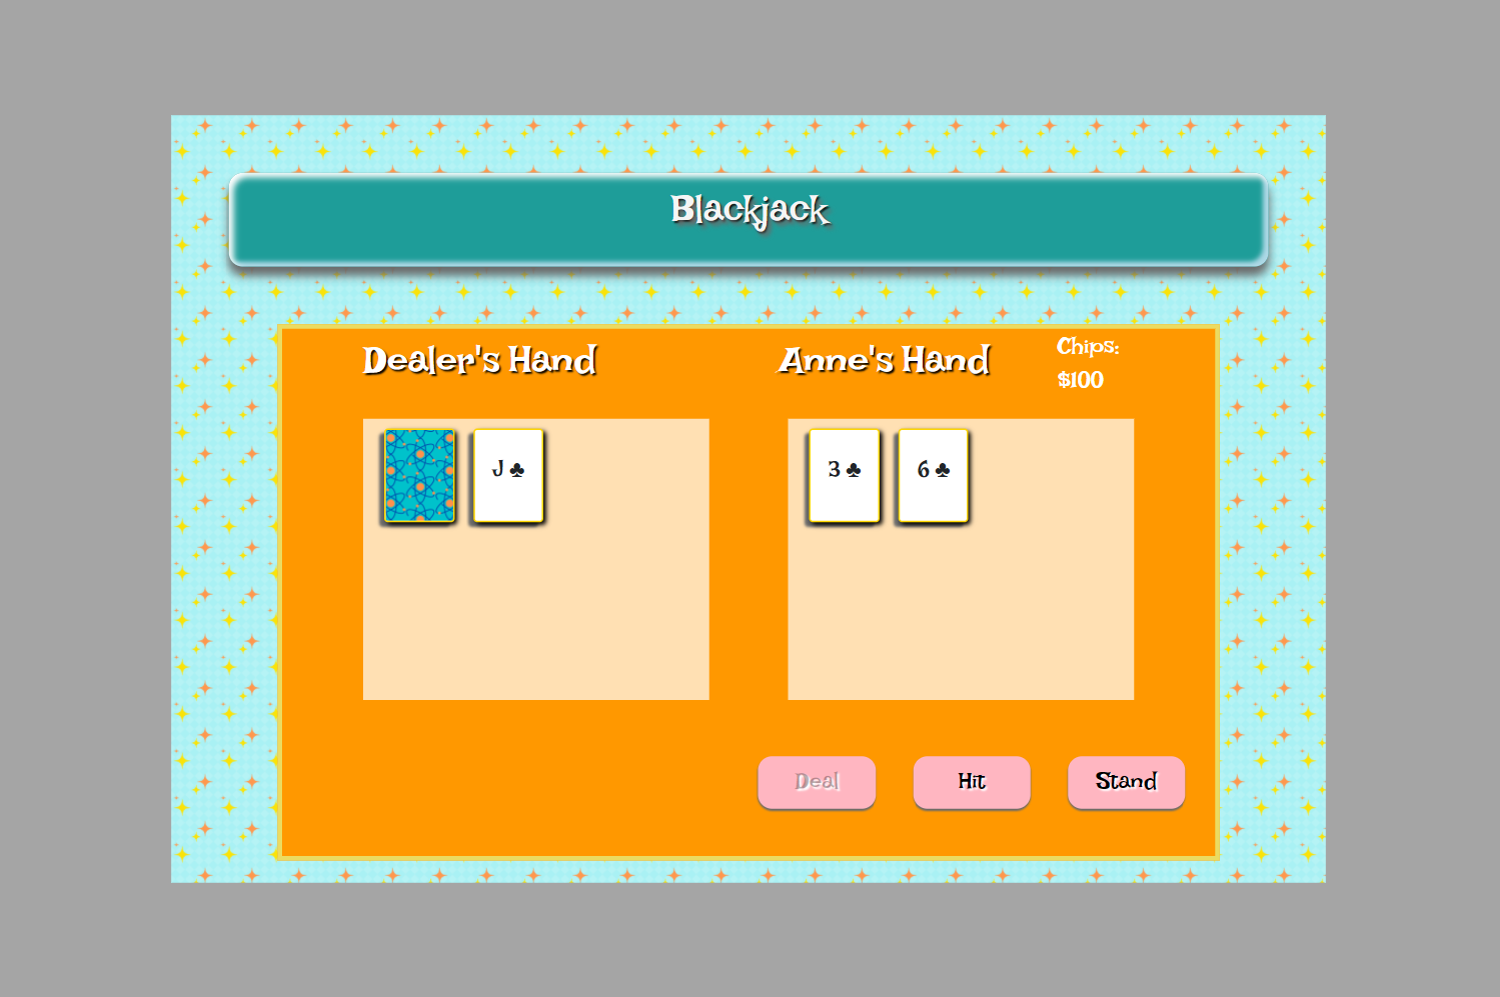 Blackjack
Dealer's Hand
Anne's Hand
Chips:
$100
J ♣
3 ♣
6 ♣
Deal
Hit
Stand